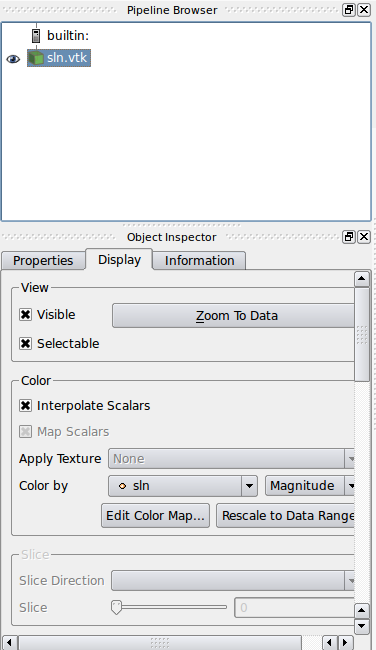 Pipeline Browser
builtin:
sln.vtk
Object Inspector
Properties Display Information
View
Visible Zoom To Data
Selectable
Color
Interpolate Scalars
Map Scalars
Apply Texture None
Color by sln Magnitude
Edit Color Map... Rescale to Data Range
Slice
Slice Direction
Slice 0